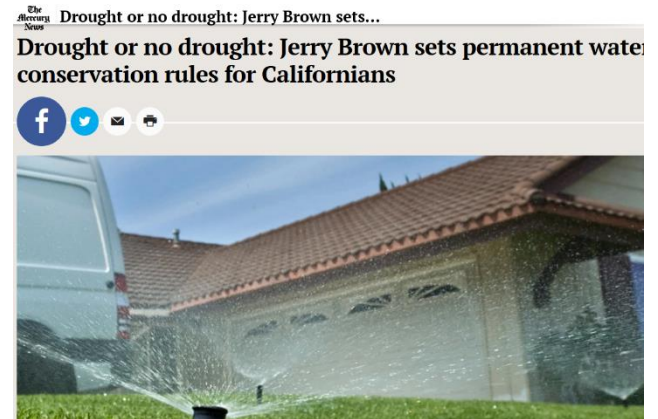 The
Mercury
News
Drought or no drought: Jerry Brown sets...
Drought or no drought: Jerry Brown sets permanent wate
conservation rules for Californians
f